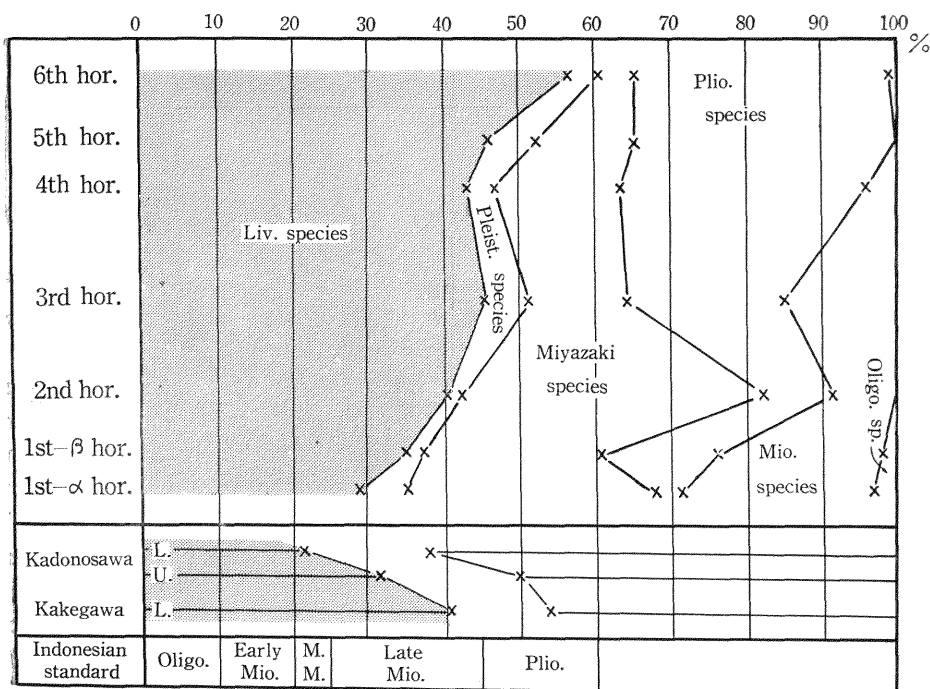 0 10 20 30 40 50 60 70 80 90 100
%
6th hor.
5th hor.
4th hor.
3rd hor.
2nd hor.
1st–β hor.
1st–α hor.
Liv. species
Pleist. species
Miyazaki
species
Plio.
species
Mio.
species
Oligo. sp.
Kadonosawa
L.
U.
Kakegawa
L.
Indonesian
standard
Oligo.
Early
Mio.
M.
M.
Late
Mio.
Plio.